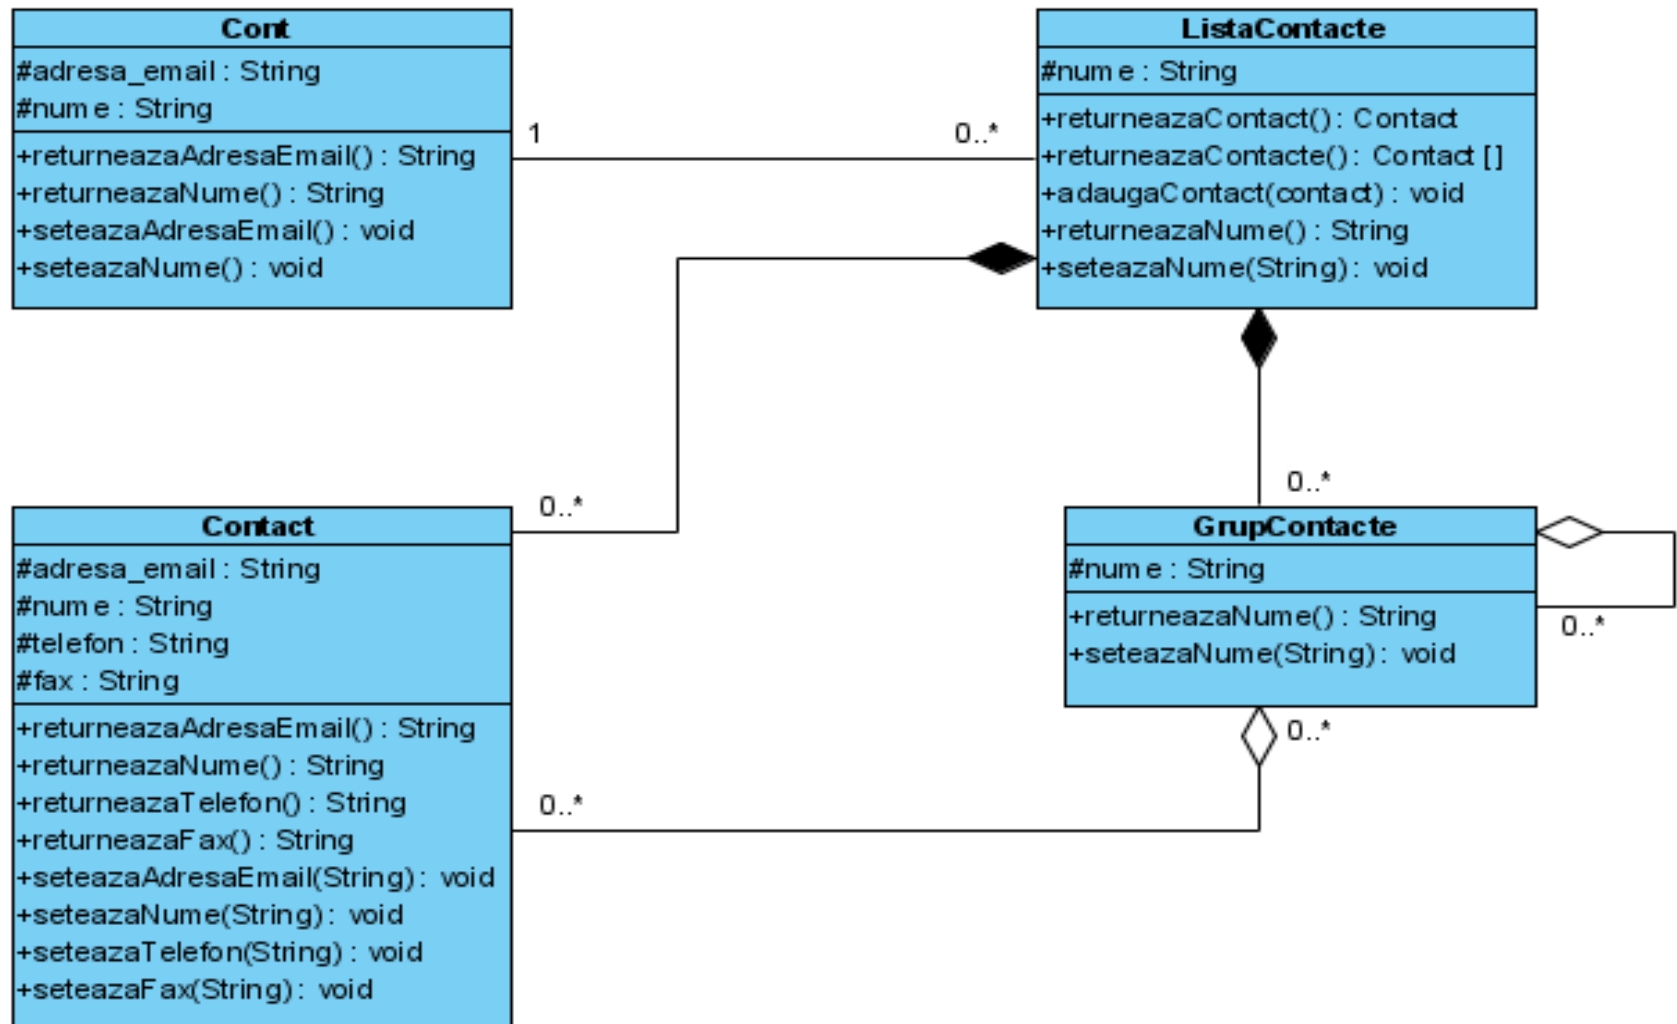 Cont
#adresa_email : String
#nume : String
+returneazaAdresaEmail() : String
+returneazaNume() : String
+seteazaAdresaEmail() : void
+seteazaNume() : void
1
0..*
ListaContacte
#nume : String
+returneazaContact() : Contact
+returneazaContacte() : Contact []
+adaugaContact(contact) : void
+returneazaNume() : String
+seteazaNume(String) : void
0..*
0..*
Contact
#adresa_email : String
#nume : String
#telefon : String
#fax : String
+returneazaAdresaEmail() : String
+returneazaNume() : String
+returneazaTelefon() : String
+returneazaFax() : String
+seteazaAdresaEmail(String) : void
+seteazaNume(String) : void
+seteazaTelefon(String) : void
+seteazaFax(String) : void
GrupContacte
#nume : String
+returneazaNume() : String
+seteazaNume(String) : void
0..*
0..*
0..*